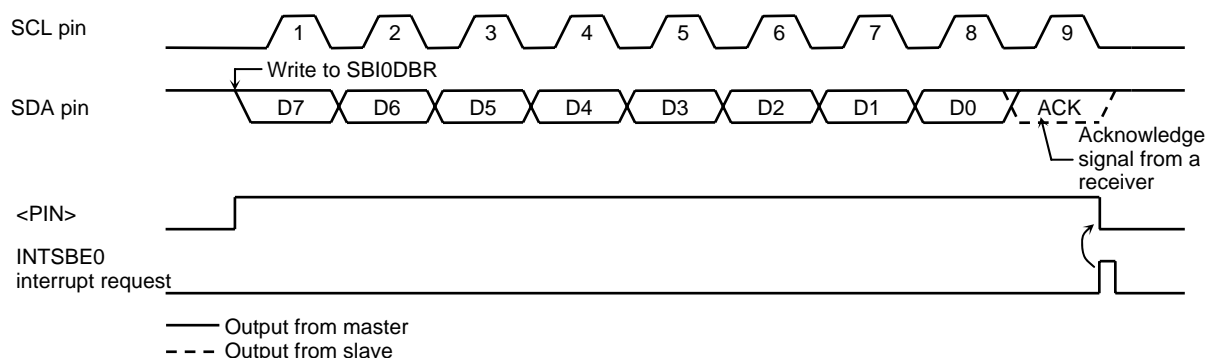 SCL pin
1 2 3 4 5 6 7 8 9
Write to SBI0DBR
SDA pin
D7 D6 D5 D4 D3 D2 D1 D0 ACK
Acknowledge
signal from a
receiver
<PIN>
INTSBE0
interrupt request
Output from master
Output from slave